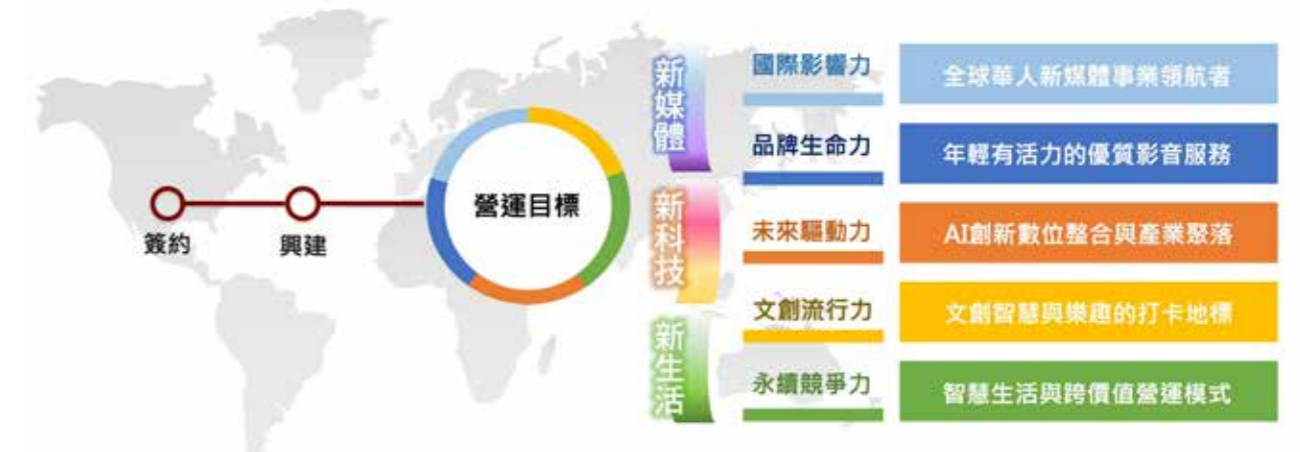 簽約
興建
營運目標
新媒體
國際影響力
全球華人新媒體事業領航者
品牌生命力
年輕有活力的優質影音服務
新科技
未來驅動力
AI創新數位整合與產業聚落
文創流行力
文創智慧與樂趣的打卡地標
新生活
永續競爭力
智慧生活與跨價值營運模式